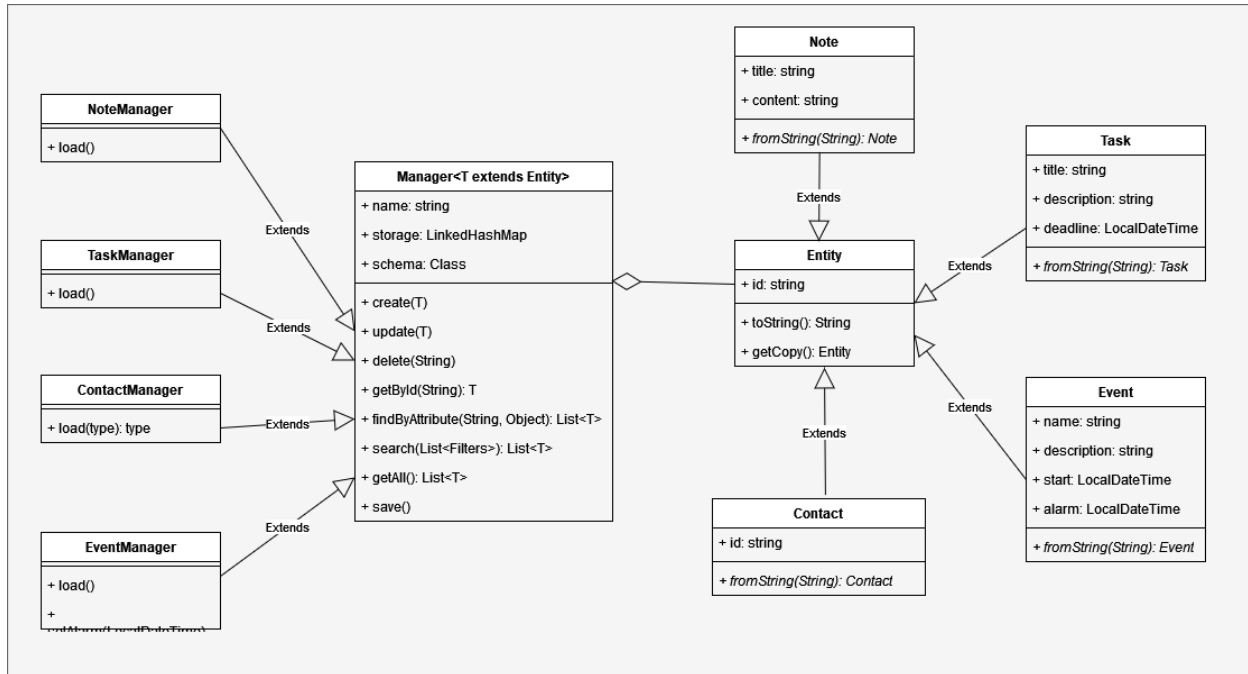 NoteManager
+ load()
TaskManager
+ load()
ContactManager
+ load(type): type
EventManager
+ load()
+
Extends
Extends
Extends
Extends
Manager<T extends Entity>
+ name: string
+ storage: LinkedHashMap
+ schema: Class
+ create(T)
+ update(T)
+ delete(String)
+ getById(String): T
+ findByAttribute(String, Object): List<T>
+ search(List<Filters>): List<T>
+ getAll(): List<T>
+ save()
Note
+ title: string
+ content: string
+ fromString(String): Note
Extends
Entity
+ id: string
+ toString(): String
+ getCopy(): Entity
Extends
Contact
+ id: string
+ fromString(String): Contact
Extends
Extends
Task
+ title: string
+ description: string
+ deadline: LocalDateTime
+ fromString(String): Task
Event
+ name: string
+ description: string
+ start: LocalDateTime
+ alarm: LocalDateTime
+ fromString(String): Event